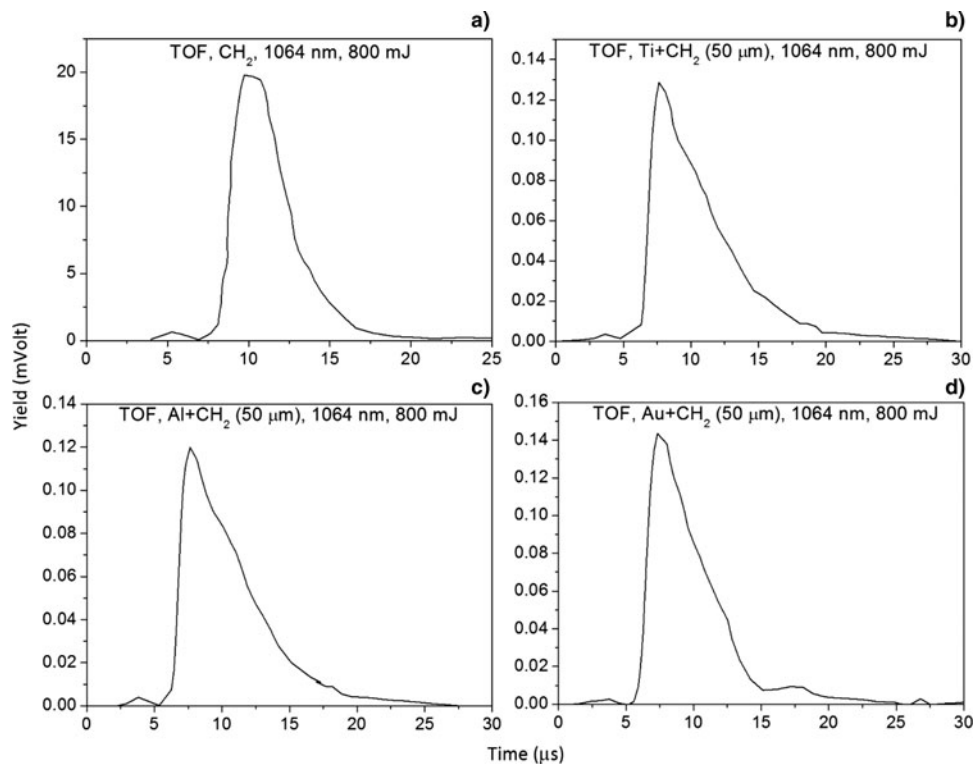 a)
TOF, CH₂, 1064 nm, 800 mJ
20
15
10
5
0
0 5 10 15 20 25
b)
TOF, Ti+CH₂ (50 µm), 1064 nm, 800 mJ
0.14
0.12
0.10
0.08
0.06
0.04
0.02
0.00
0 5 10 15 20 25 30
Yield (mVolt)
c)
TOF, Al+CH₂ (50 µm), 1064 nm, 800 mJ
0.14
0.12
0.10
0.08
0.06
0.04
0.02
0.00
0 5 10 15 20 25 30
d)
TOF, Au+CH₂ (50 µm), 1064 nm, 800 mJ
0.16
0.14
0.12
0.10
0.08
0.06
0.04
0.02
0.00
0 5 10 15 20 25 30
Time (µs)